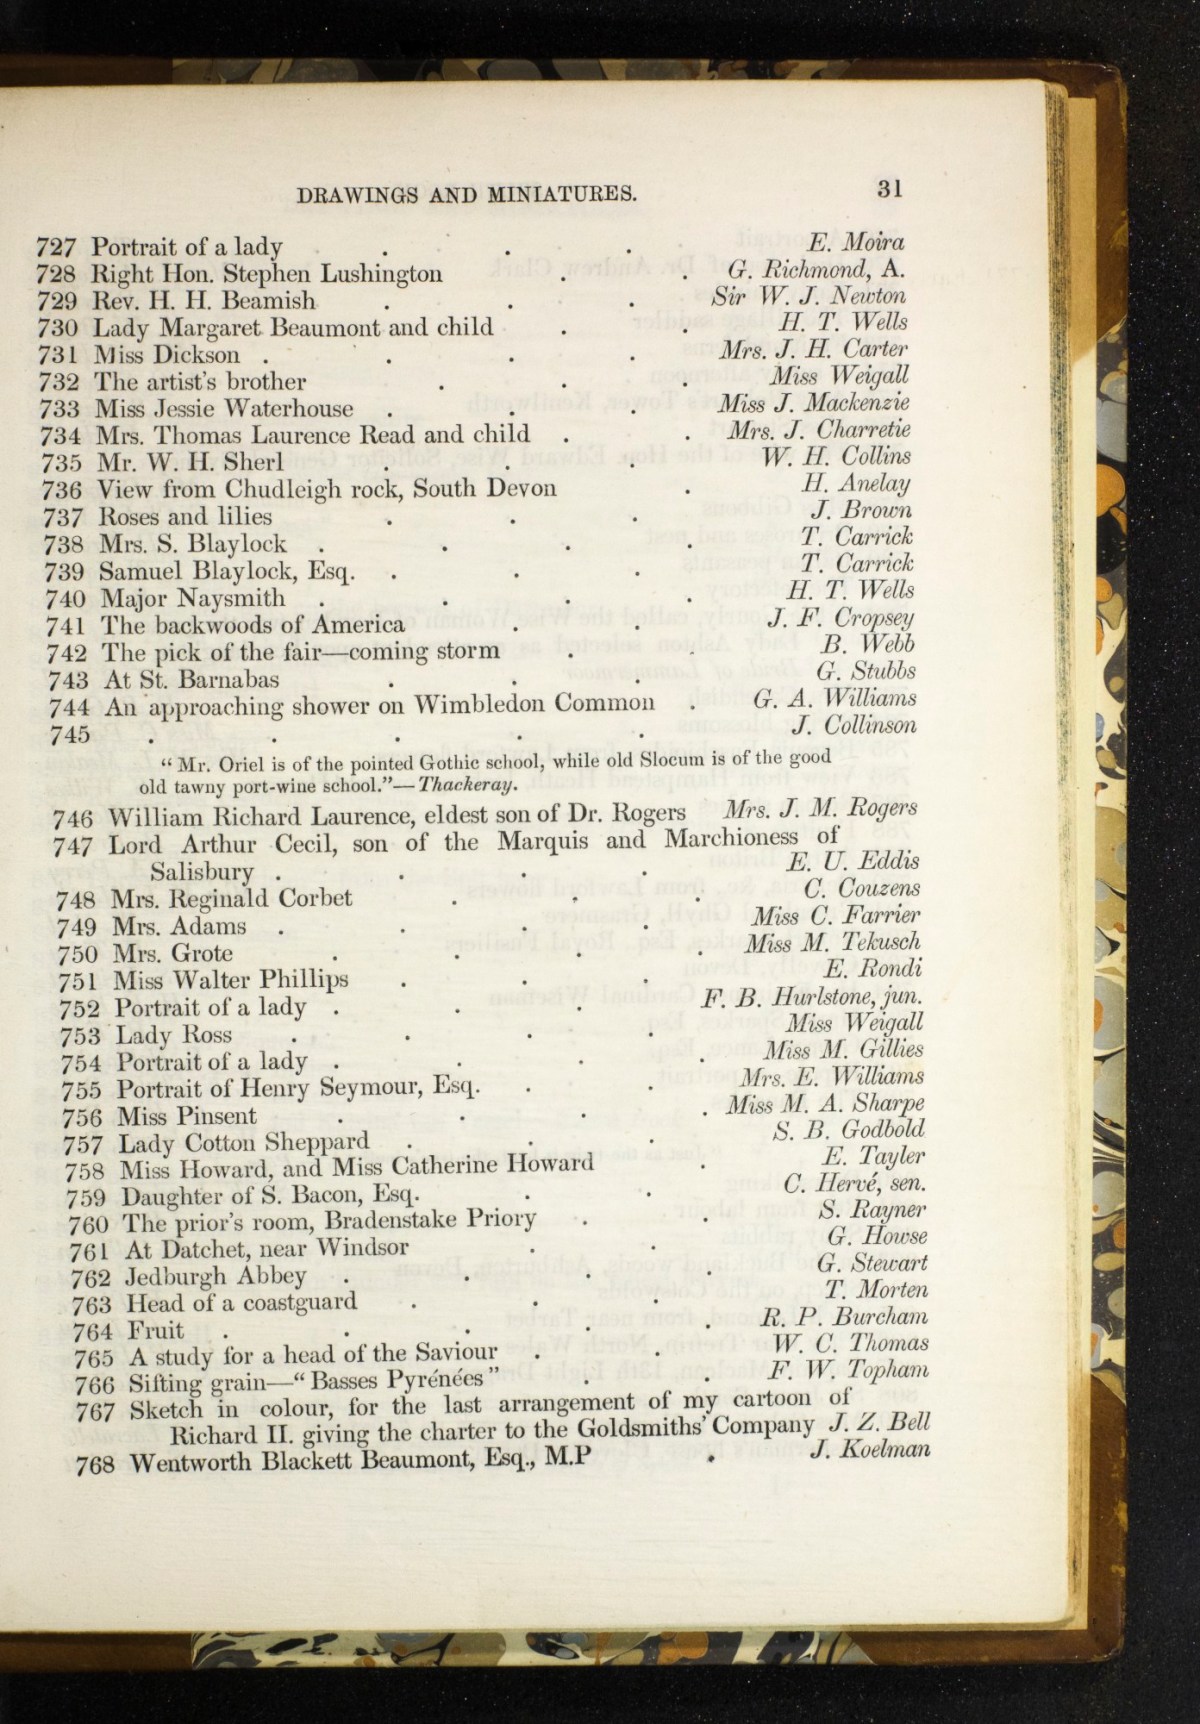 DRAWINGS AND MINIATURES. 31
727 Portrait of a lady . . . E. Moira
728 Right Hon. Stephen Lushington . . G. Richmond, A.
729 Rev. H. H. Beamish . . . Sir W. J. Newton
730 Lady Margaret Beaumont and child . . H. T. Wells
731 Miss Dickson . . . . Mrs. J. H. Carter
732 The artist's brother . . . Miss Weigall
733 Miss Jessie Waterhouse . . . Miss J. Mackenzie
734 Mrs. Thomas Laurence Read and child . . Mrs. J. Charretie
735 Mr. W. H. Sherl . . . W. H. Collins
736 View from Chudleigh rock, South Devon . H. Anelay
737 Roses and lilies . . . J. Brown
738 Mrs. S. Blaylock . . . . T. Carrick
739 Samuel Blaylock, Esq. . . . T. Carrick
740 Major Naysmith . . . . H. T. Wells
741 The backwoods of America . . J. F. Cropsey
742 The pick of the fair—coming storm . . B. Webb
743 At St. Barnabas . . . G. Stubbs
744 An approaching shower on Wimbledon Common . G. A. Williams
745 . . . . . J. Collinson
"Mr. Oriel is of the pointed Gothic school, while old Slocum is of the good
old tawny port-wine school."—Thackeray.
746 William Richard Laurence, eldest son of Dr. Rogers Mrs. J. M. Rogers
747 Lord Arthur Cecil, son of the Marquis and Marchioness of
Salisbury . . . . E. U. Eddis
748 Mrs. Reginald Corbet . . . C. Couzens
749 Mrs. Adams . . . . Miss C. Farrier
750 Mrs. Grote . . . . Miss M. Tekusch
751 Miss Walter Phillips . . . E. Rondi
752 Portrait of a lady . . . F. B. Hurlstone, jun.
753 Lady Ross . . . . Miss Weigall
754 Portrait of a lady . . . . Miss M. Gillies
755 Portrait of Henry Seymour, Esq. . . Mrs. E. Williams
756 Miss Pinsent . . . . Miss M. A. Sharpe
757 Lady Cotton Sheppard . . . S. B. Godbold
758 Miss Howard, and Miss Catherine Howard . E. Tayler
759 Daughter of S. Bacon, Esq. . . C. Hervé, sen.
760 The prior's room, Bradenstake Priory . . S. Rayner
761 At Datchet, near Windsor . . G. Howse
762 Jedburgh Abbey . . . . G. Stewart
763 Head of a coastguard . . . T. Morten
764 Fruit . . . . . R. P. Burcham
765 A study for a head of the Saviour . . W. C. Thomas
766 Sifting grain—"Basses Pyrénées" . . F. W. Topham
767 Sketch in colour, for the last arrangement of my cartoon of
Richard II. giving the charter to the Goldsmiths' Company J. Z. Bell
768 Wentworth Blackett Beaumont, Esq., M.P . J. Koelman